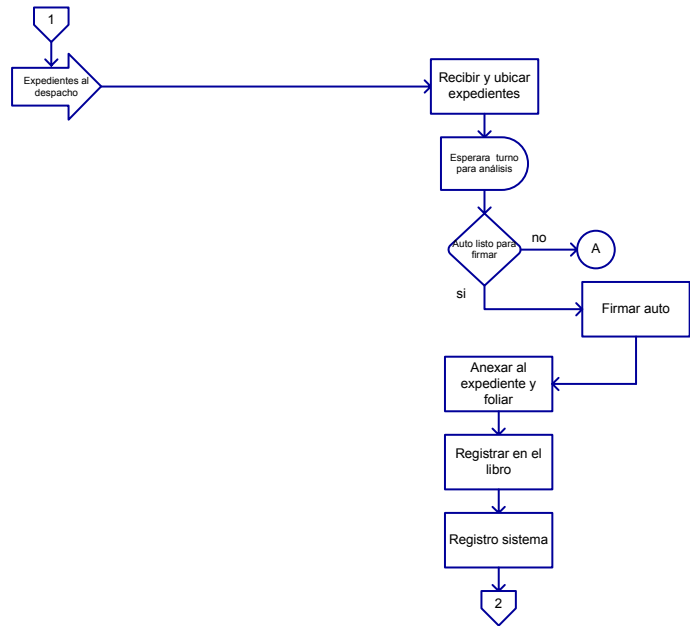 1
Expedientes al
despacho
Recibir y ubicar
expedientes
Esperara turno
para análisis
Auto listo para
firmar
no
A
si
Firmar auto
Anexar al
expediente y
foliar
Registrar en el
libro
Registro sistema
2